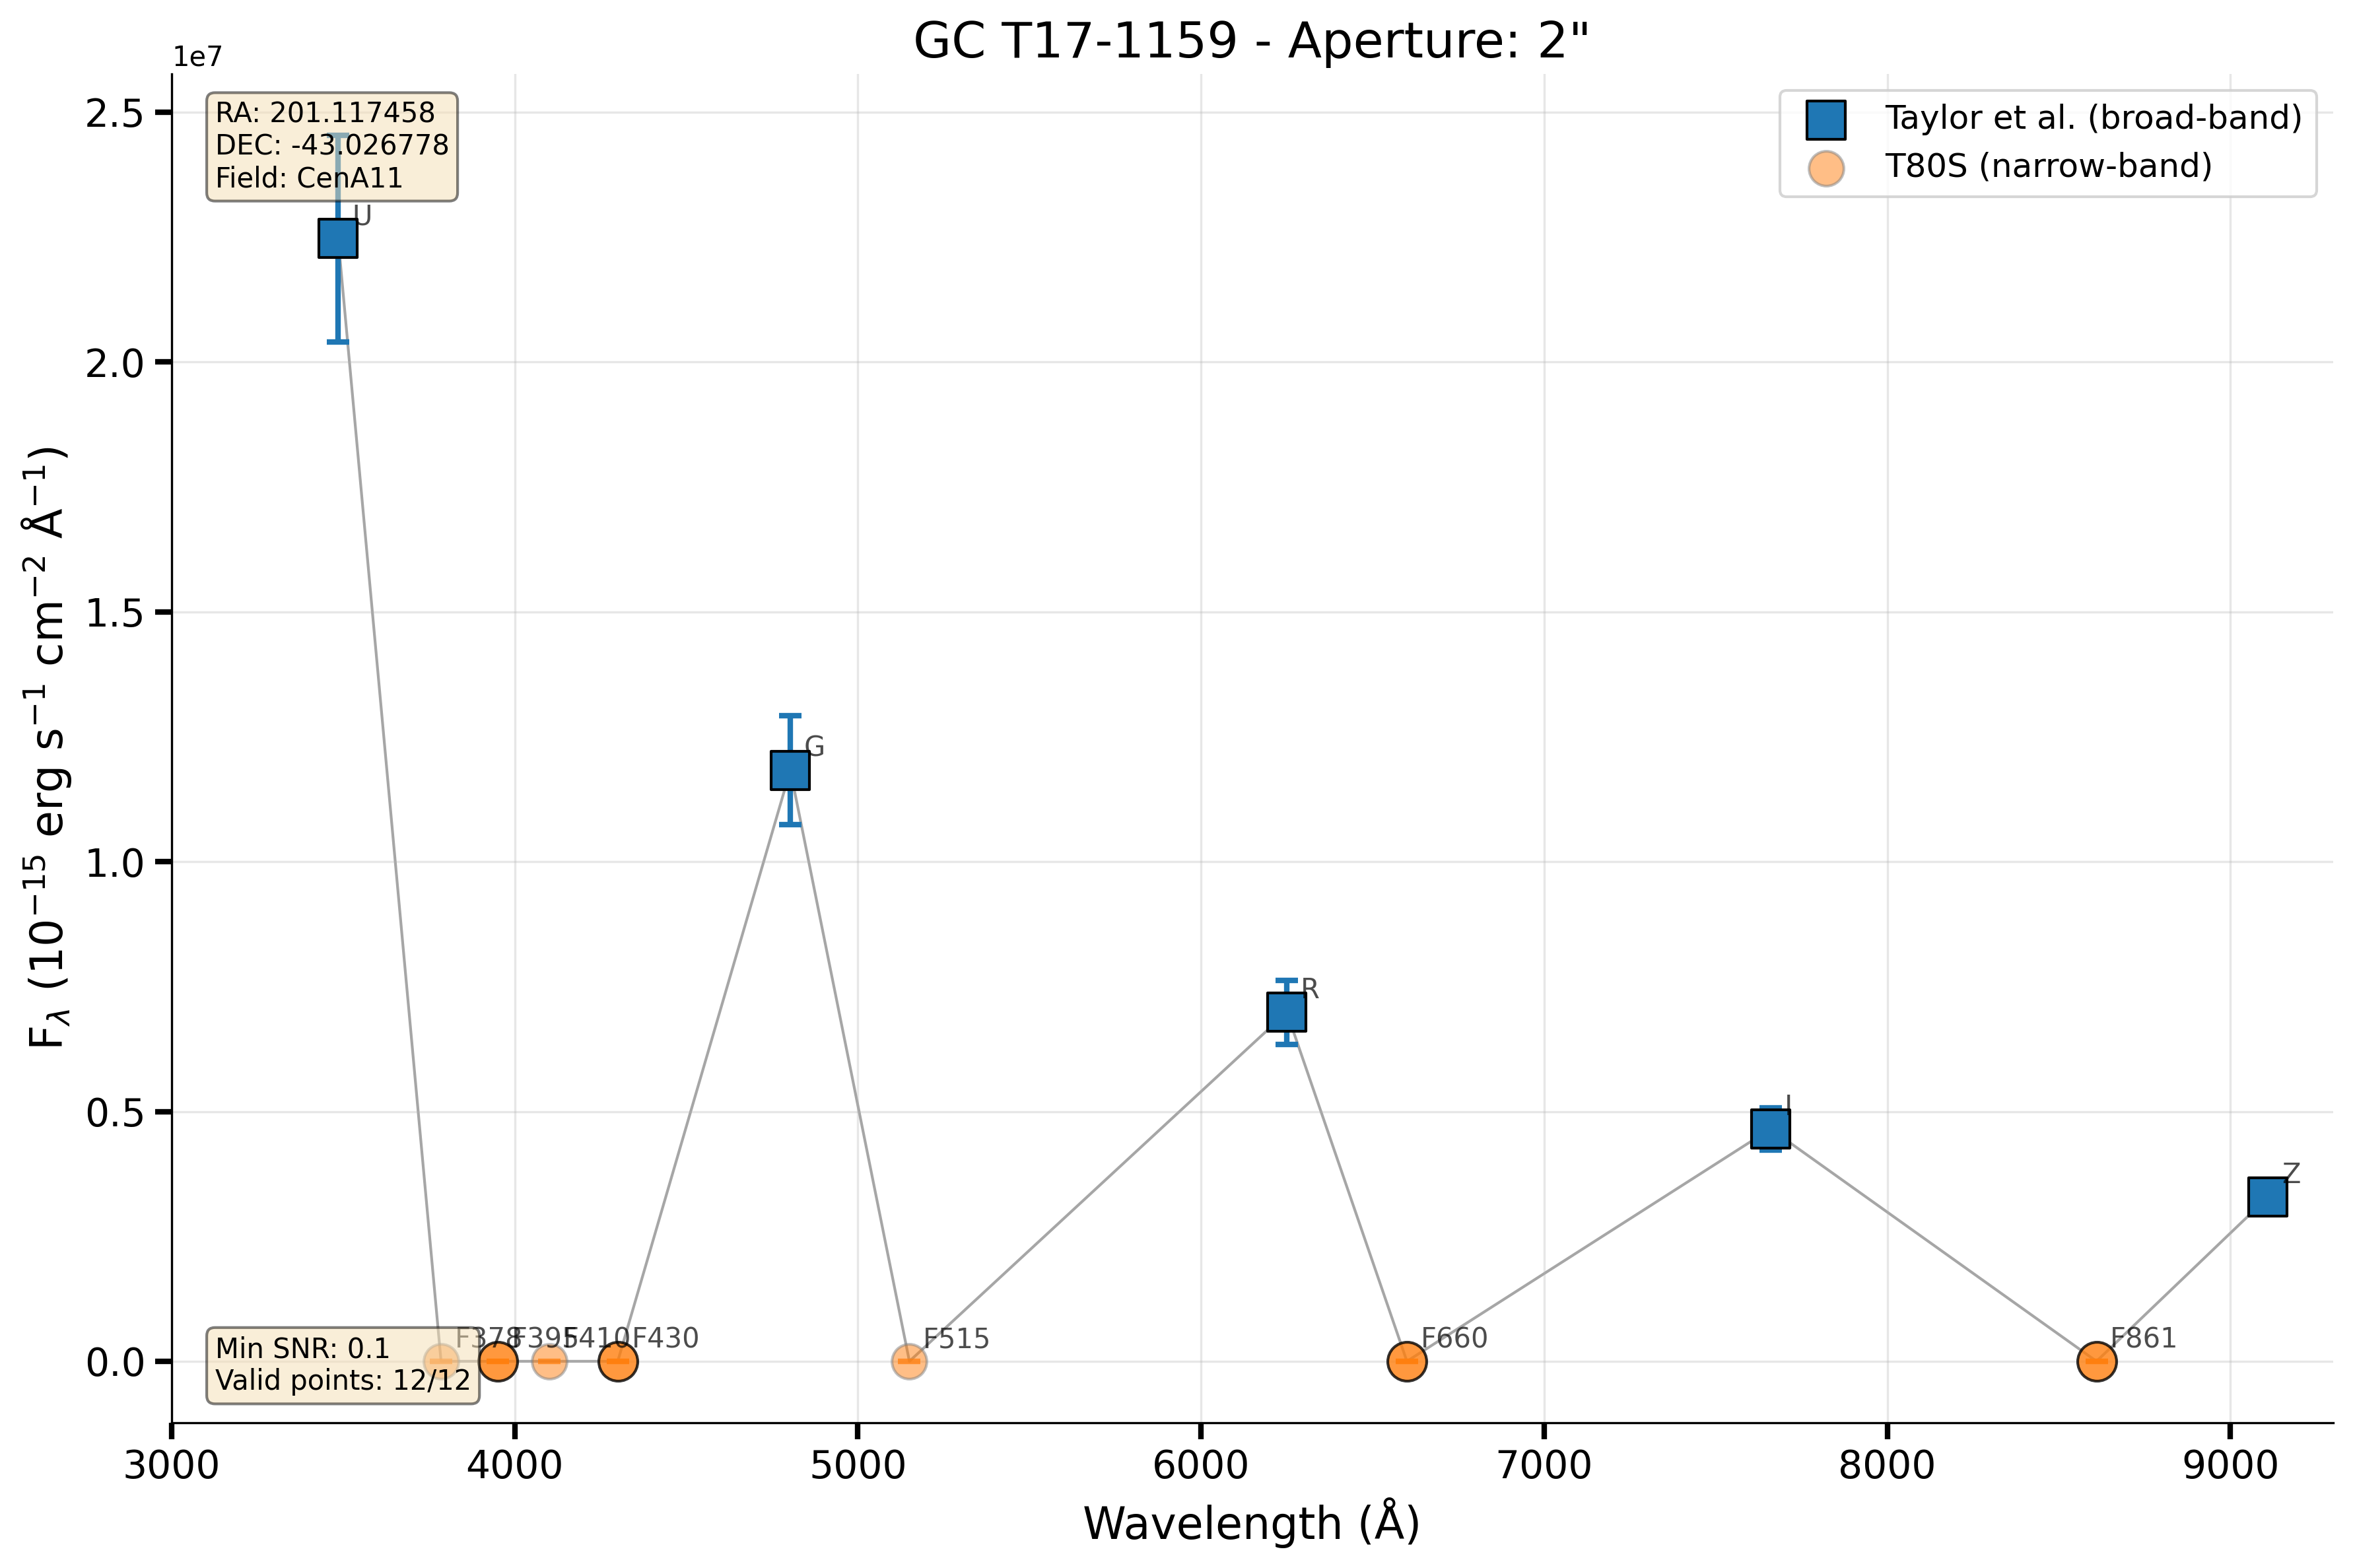 GC T17-1159 - Aperture: 2"
1e7
RA: 201.117458
DEC: -43.026778
Field: CenA11
Taylor et al. (broad-band)
T80S (narrow-band)
U
G
R
I
Z
F378
F395
F410
F430
F515
F660
F861
Min SNR: 0.1
Valid points: 12/12
2.5
2.0
1.5
1.0
0.5
0.0
3000
4000
5000
6000
7000
8000
9000
Wavelength (Å)
F$_{λ}$ (10$^{−15}$ erg s$^{−1}$ cm$^{−2}$ Å$^{−1}$)